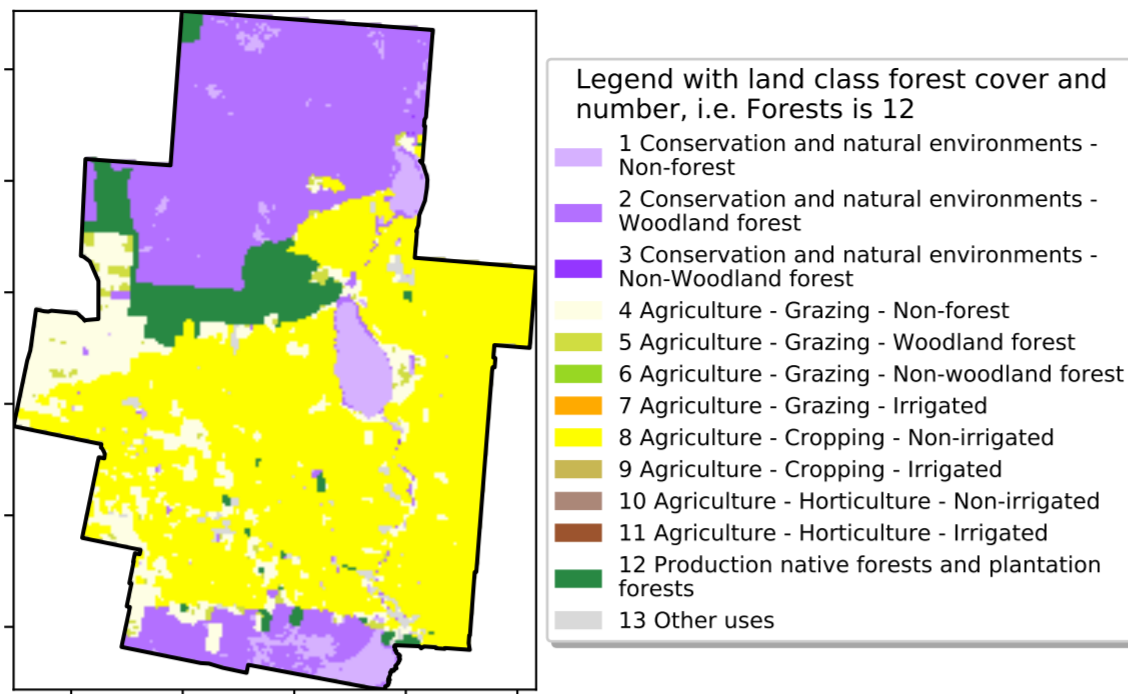 Legend with land class forest cover and
number, i.e. Forests is 12
1 Conservation and natural environments -
Non-forest
2 Conservation and natural environments -
Woodland forest
3 Conservation and natural environments -
Non-Woodland forest
4 Agriculture - Grazing - Non-forest
5 Agriculture - Grazing - Woodland forest
6 Agriculture - Grazing - Non-woodland forest
7 Agriculture - Grazing - Irrigated
8 Agriculture - Cropping - Non-irrigated
9 Agriculture - Cropping - Irrigated
10 Agriculture - Horticulture - Non-irrigated
11 Agriculture - Horticulture - Irrigated
12 Production native forests and plantation
forests
13 Other uses